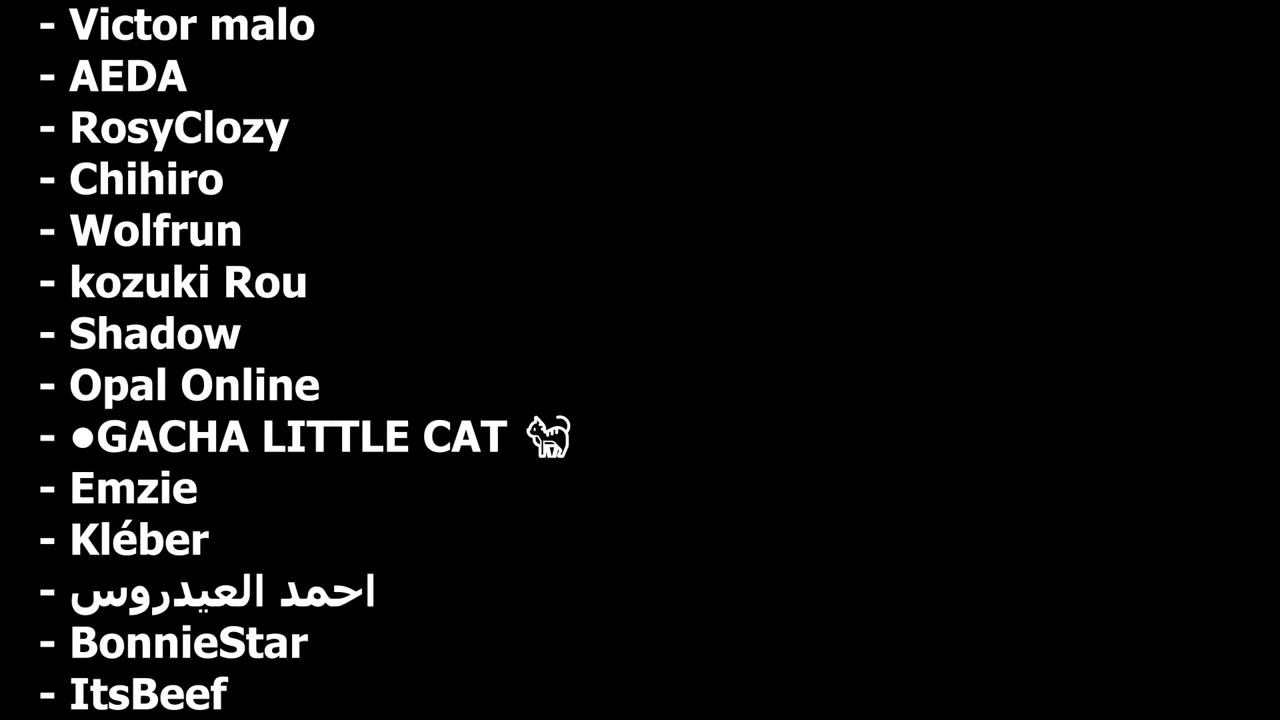 - Victor malo
- AEDA
- RosyClozy
- Chihiro
- Wolfrun
- kozuki Rou
- Shadow
- Opal Online
- ●GACHA LITTLE CAT 🐈
- Emzie
- Kléber
- احمد العيدروس
- BonnieStar
- ItsBeef